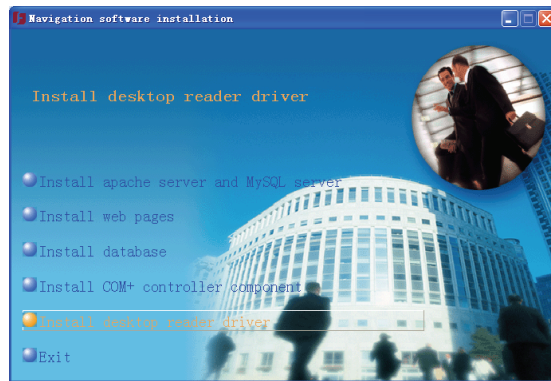 Navigation software installation
Install desktop reader driver
Install apache server and MySQL server
Install web pages
Install database
Install COM+ controller component
Install desktop reader driver
Exit